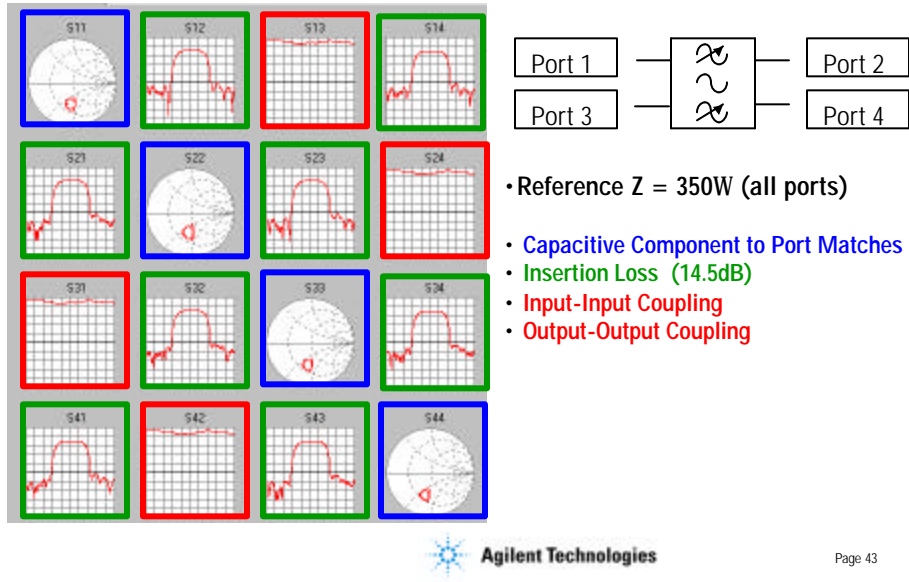 S11 S12 S13 S14
S21 S22 S23 S24
S31 S32 S33 S34
S41 S42 S43 S44
Port 1 Port 2
Port 3 Port 4
• Reference Z = 350W (all ports)
• Capacitive Component to Port Matches
• Insertion Loss (14.5dB)
• Input-Input Coupling
• Output-Output Coupling
Agilent Technologies
Page 43